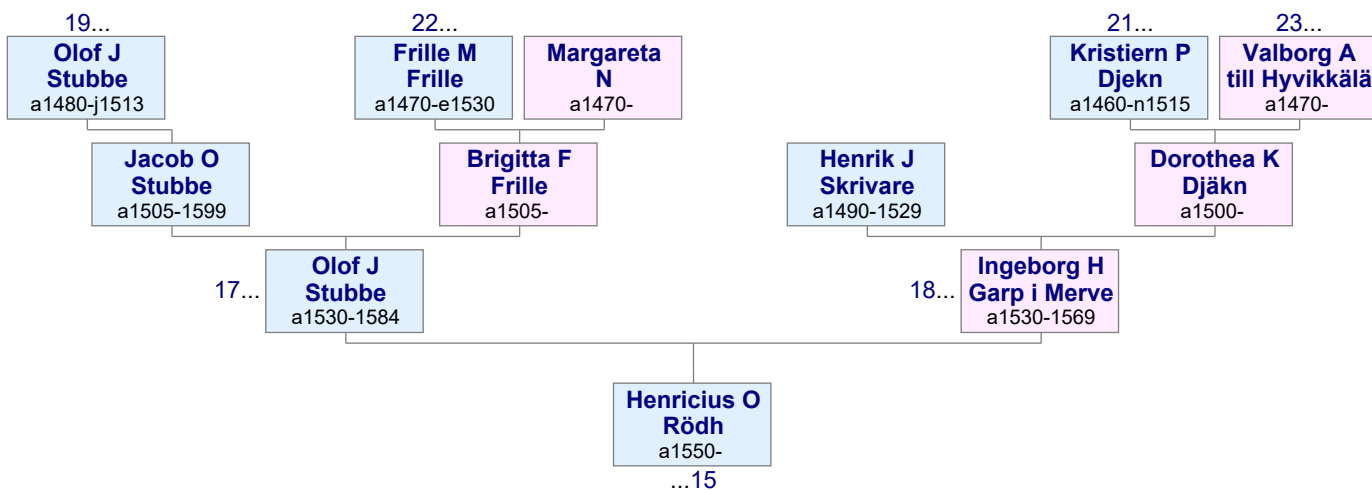 19...
Olof J
Stubbe
a1480-j1513
22...
Frille M
Frille
a1470-e1530
Margareta
N
a1470-
21...
Kristiern P
Djekn
a1460-n1515
23...
Valborg A
till Hyvikkälä
a1470-
Jacob O
Stubbe
a1505-1599
Brigitta F
Frille
a1505-
Henrik J
Skrivare
a1490-1529
Dorothea K
Djäkn
a1500-
17...
Olof J
Stubbe
a1530-1584
18...
Ingeborg H
Garp i Merve
a1530-1569
Henricius O
Rödh
a1550-
...15